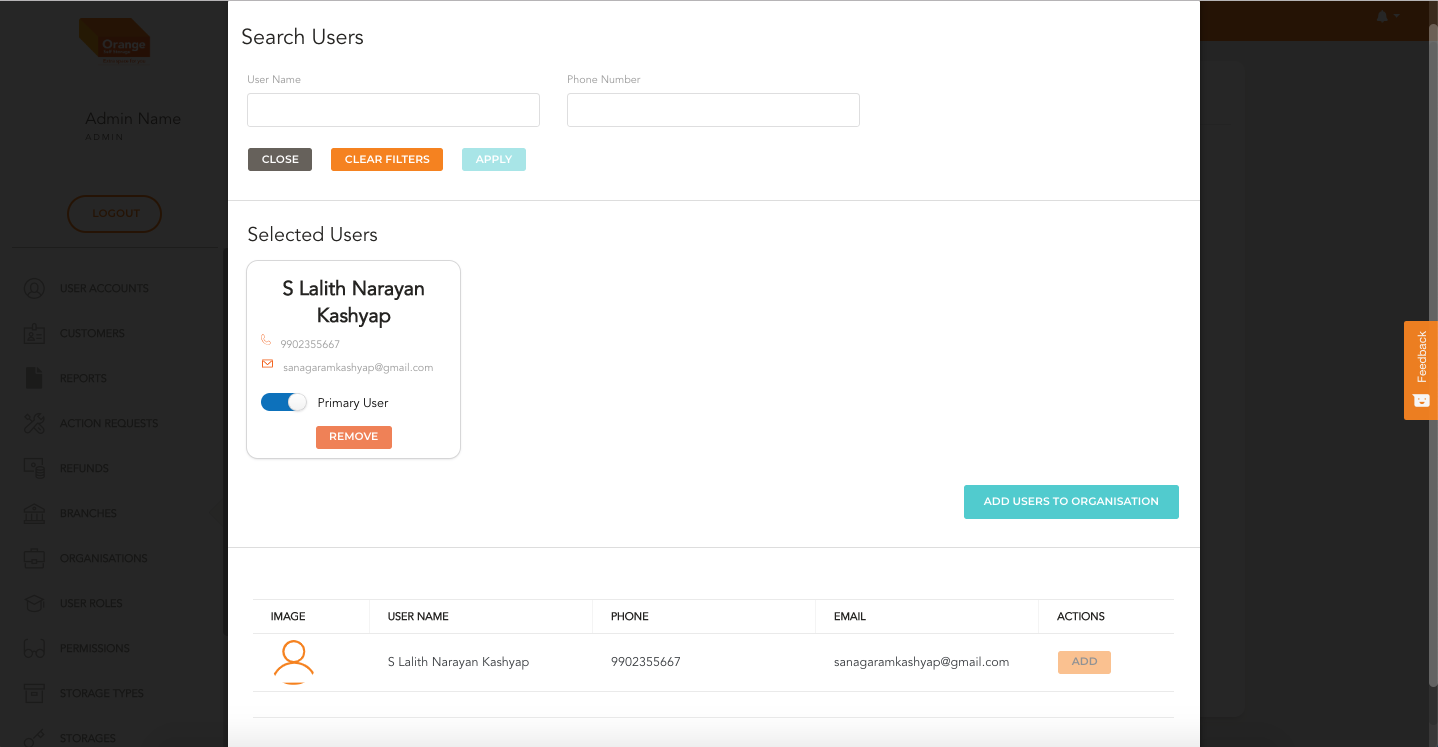 Orange
Search Users
User Name
Phone Number
CLOSE
CLEAR FILTERS
APPLY
Admin Name
ADMIN
LOGOUT
USER ACCOUNTS
CUSTOMERS
REPORTS
ACTION REQUESTS
REFUNDS
BRANCHES
ORGANISATIONS
USER ROLES
PERMISSIONS
STORAGE TYPES
STORAGES
Selected Users
S Lalith Narayan
Kashyap
9902355667
sanagaramkashyap@gmail.com
Primary User
REMOVE
ADD USERS TO ORGANISATION
IMAGE USER NAME PHONE EMAIL ACTIONS
S Lalith Narayan Kashyap 9902355667 sanagaramkashyap@gmail.com ADD
Feedback